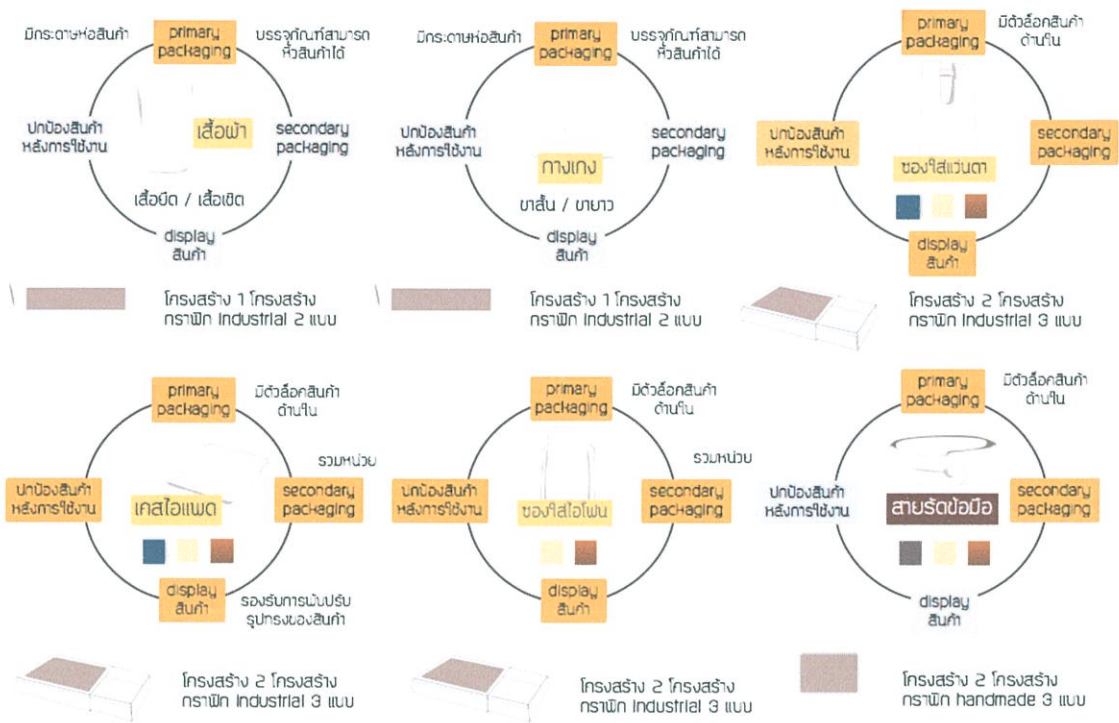 มีกระดาษห่อสินค้า
primary
packaging
บรรจุภัณฑ์สามารถ
หิ้วสินค้าได้
ปกป้องสินค้า
หลังการใช้งาน
เสื้อผ้า
secondary
packaging
เสื้อยืด / เสื้อเชิ้ต
display
สินค้า
โครงสร้าง 1 โครงสร้าง
กราฟิก industrial 2 แบบ
มีกระดาษห่อสินค้า
primary
packaging
บรรจุภัณฑ์สามารถ
หิ้วสินค้าได้
ปกป้องสินค้า
หลังการใช้งาน
กางเกง
secondary
packaging
ขาสั้น / ขายาว
display
สินค้า
โครงสร้าง 1 โครงสร้าง
กราฟิก industrial 2 แบบ
primary
packaging
มีตัวล็อคสินค้า
ด้านใน
ปกป้องสินค้า
หลังการใช้งาน
ซองใส่แว่นตา
secondary
packaging
display
สินค้า
โครงสร้าง 2 โครงสร้าง
กราฟิก industrial 3 แบบ
primary
packaging
มีตัวล็อคสินค้า
ด้านใน
รวมหน่วย
ปกป้องสินค้า
หลังการใช้งาน
เคสไอแพด
secondary
packaging
display
สินค้า
รองรับการพับปรับ
รูปทรงของสินค้า
โครงสร้าง 2 โครงสร้าง
กราฟิก industrial 3 แบบ
primary
packaging
มีตัวล็อคสินค้า
ด้านใน
รวมหน่วย
ปกป้องสินค้า
หลังการใช้งาน
ซองใส่ไอโฟน
secondary
packaging
display
สินค้า
โครงสร้าง 2 โครงสร้าง
กราฟิก industrial 3 แบบ
primary
packaging
มีตัวล็อคสินค้า
ด้านใน
ปกป้องสินค้า
หลังการใช้งาน
สายรัดข้อมือ
secondary
packaging
display
สินค้า
โครงสร้าง 2 โครงสร้าง
กราฟิก handmade 3 แบบ